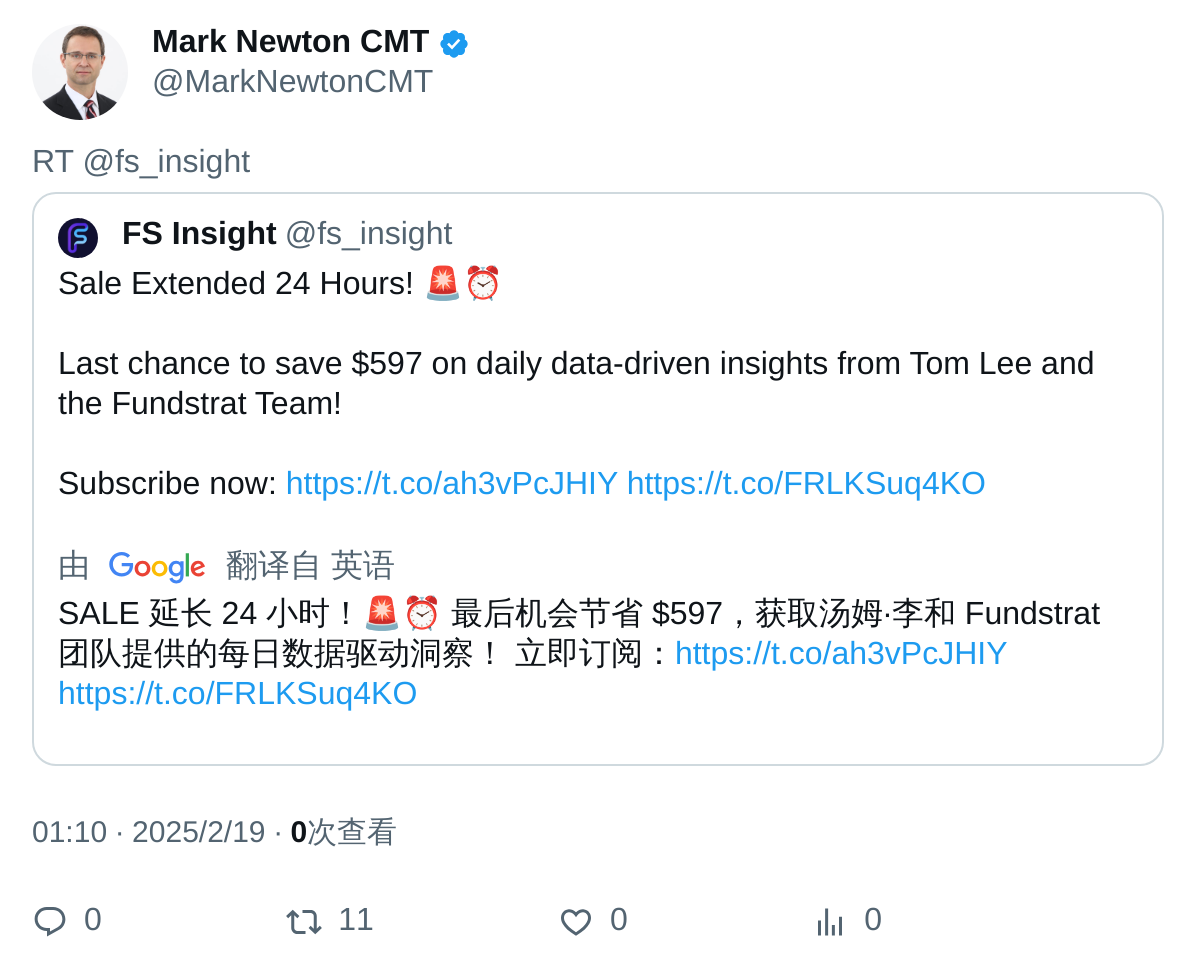 Mark Newton CMT
@MarkNewtonCMT
RT @fs_insight
FS Insight @fs_insight
Sale Extended 24 Hours! 🚨⏰
Last chance to save $597 on daily data-driven insights from Tom Lee and
the Fundstrat Team!
Subscribe now: https://t.co/ah3vPcJHIY https://t.co/FRLKSuq4KO
由 Google 翻译自 英语
SALE 延长 24 小时！🚨⏰ 最后机会节省 $597，获取汤姆·李和 Fundstrat
团队提供的每日数据驱动洞察！ 立即订阅：https://t.co/ah3vPcJHIY
https://t.co/FRLKSuq4KO
01:10 · 2025/2/19 · 0次查看
0 11 0 0